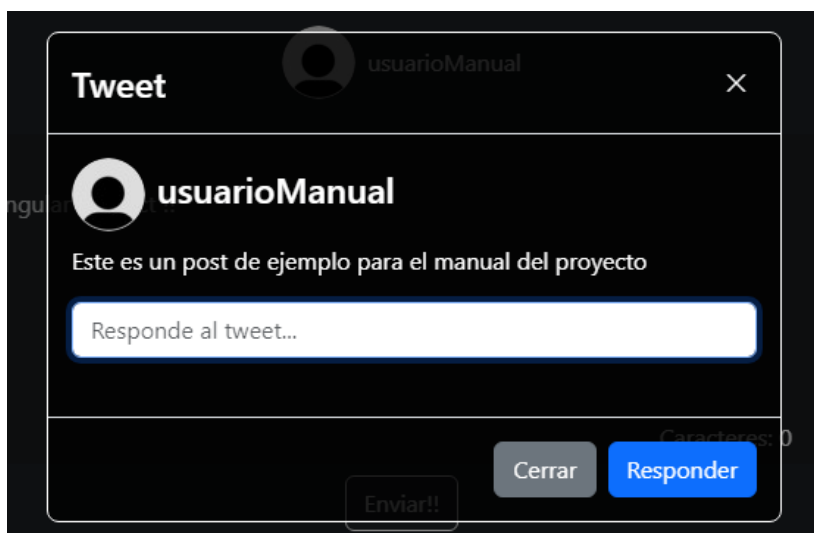 usuarioManual
Tweet
usuarioManual
Este es un post de ejemplo para el manual del proyecto
Responde al tweet...
Caracteres: 0
Cerrar
Responder
Enviar!!